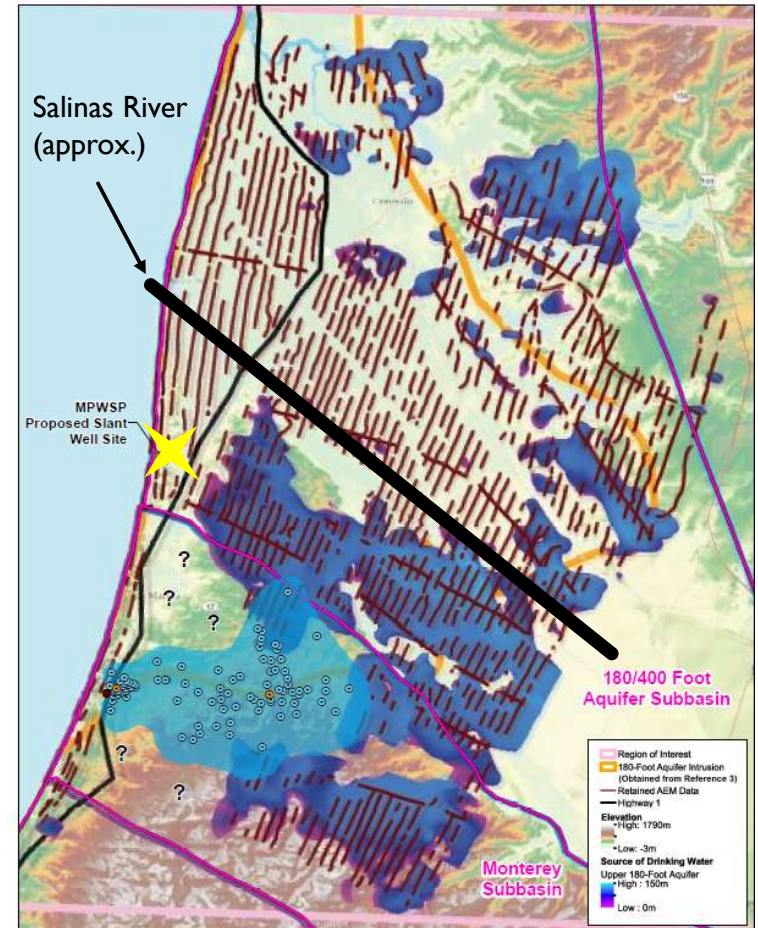 Salinas River
(approx.)
156
101
MPWSP
Proposed Slant
Well Site
?
?
?
?
?
180/400 Foot
Aquifer Subbasin
Monterey
Subbasin
Region of Interest
180-Foot Aquifer Intrusion
(Obtained from Reference 3)
Retained AEM Data
Highway 1
Elevation
High: 1790m
Low: -3m
Source of Drinking Water
Upper 180-Foot Aquifer
High : 150m
Low : 0m